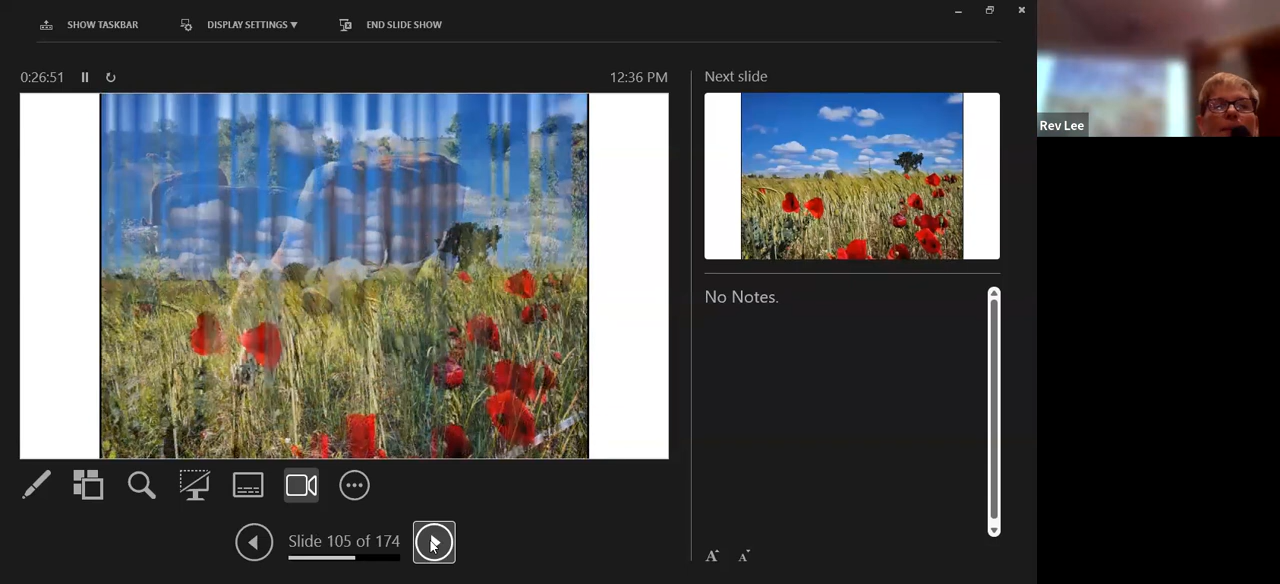 SHOW TASKBAR
DISPLAY SETTINGS ▼
END SLIDE SHOW
0:26:51
12:36 PM
Next slide
Rev Lee
No Notes.
Slide 105 of 174
A A